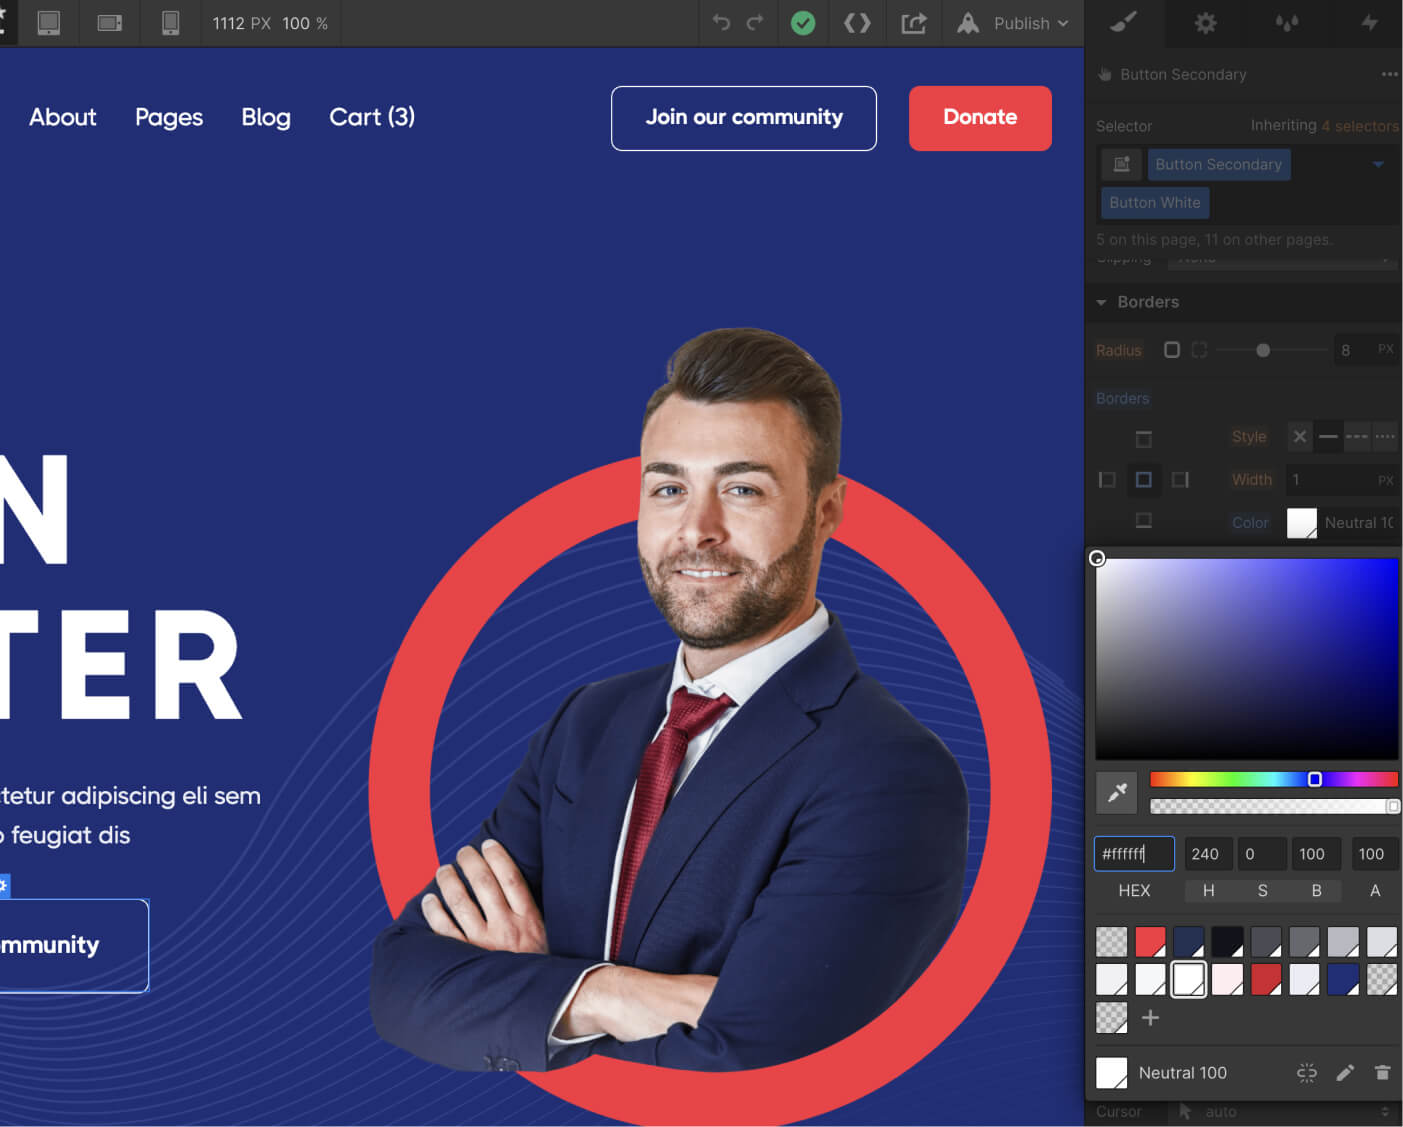 1112 PX 100 %
Publish
About Pages Blog Cart (3)
Join our community
Donate
N
TER
tetur adipiscing eli sem
feugiat dis
mmunity
Button Secondary
Selector
Inheriting 4 selectors
Button Secondary
Button White
5 on this page, 11 on other pages.
Clipping
None
Borders
Radius
8 PX
Borders
Style
Width
1 PX
Color
Neutral 10
#ffffff 240 0 100 100
HEX H S B A
Neutral 100
Cursor
auto